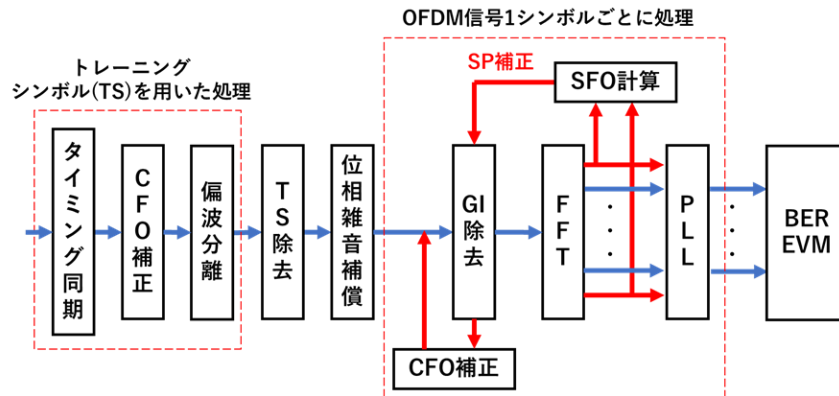 OFDM信号1シンボルごとに処理
トレーニング
シンボル(TS)を用いた処理
SP補正
SFO計算
タイミング同期
CFO補正
偏波分離
TS除去
位相雑音補償
GI
除去
FFT
・・・
PLL
・・・
BER
EVM
CFO補正